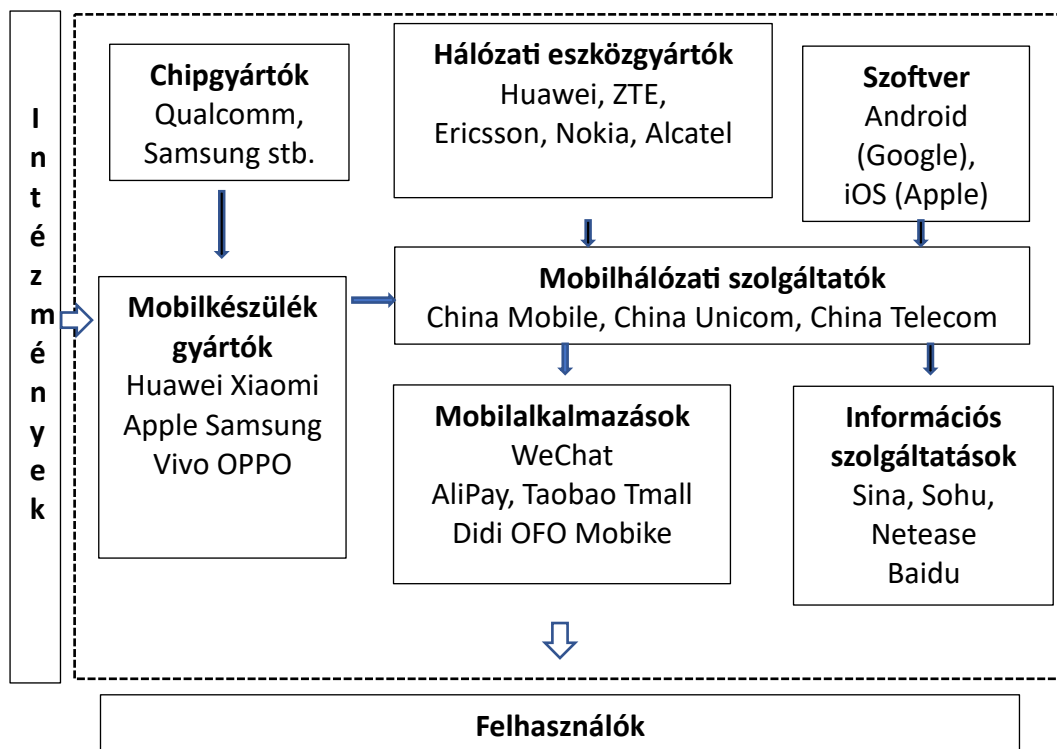 Intézmények
Chipgyártók
Qualcomm,
Samsung stb.
Hálózati eszközgyártók
Huawei, ZTE,
Ericsson, Nokia, Alcatel
Szoftver
Android
(Google),
iOS (Apple)
Mobilkészülék
gyártók
Huawei Xiaomi
Apple Samsung
Vivo OPPO
Mobilhálózati szolgáltatók
China Mobile, China Unicom, China Telecom
Mobilalkalmazások
WeChat
AliPay, Taobao Tmall
Didi OFO Mobike
Információs
szolgáltatások
Sina, Sohu,
Netease
Baidu
Felhasználók